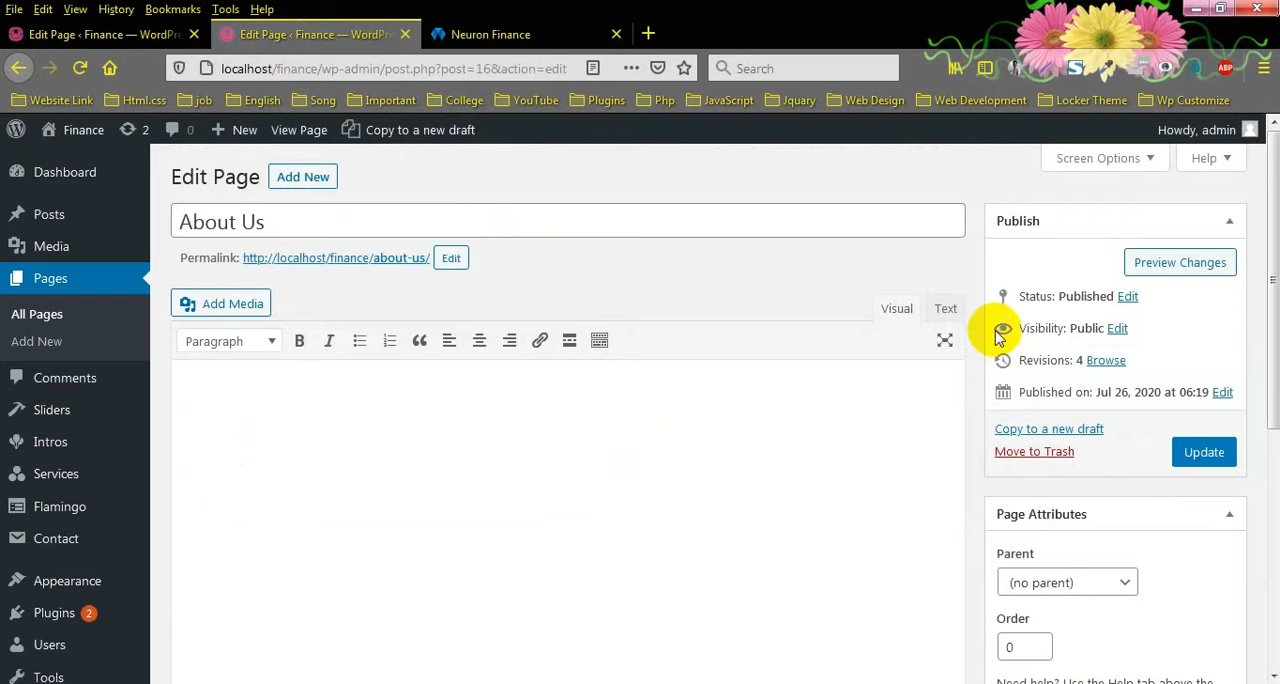 File Edit View History Bookmarks Tools Help
Edit Page ‹ Finance — WordPre Edit Page ‹ Finance — WordPre Neuron Finance
localhost/finance/wp-admin/post.php?post=16&action=edit Search ABP
Website Link Html.css job English Song Important College YouTube Plugins Php JavaScript Jquary Web Design Web Development Locker Theme Wp Customize
Finance 2 0 New View Page Copy to a new draft Howdy, admin
Screen Options Help
Dashboard
Posts
Media
Pages
All Pages
Add New
Comments
Sliders
Intros
Services
Flamingo
Contact
Appearance
Plugins 2
Users
Tools
Edit Page Add New
About Us
Permalink: http://localhost/finance/about-us/ Edit
Add Media
Visual Text
Paragraph
Publish
Preview Changes
Status: Published Edit
Visibility: Public Edit
Revisions: 4 Browse
Published on: Jul 26, 2020 at 06:19 Edit
Copy to a new draft
Move to Trash Update
Page Attributes
Parent
(no parent)
Order
0
Need help? Use the Help tab above the